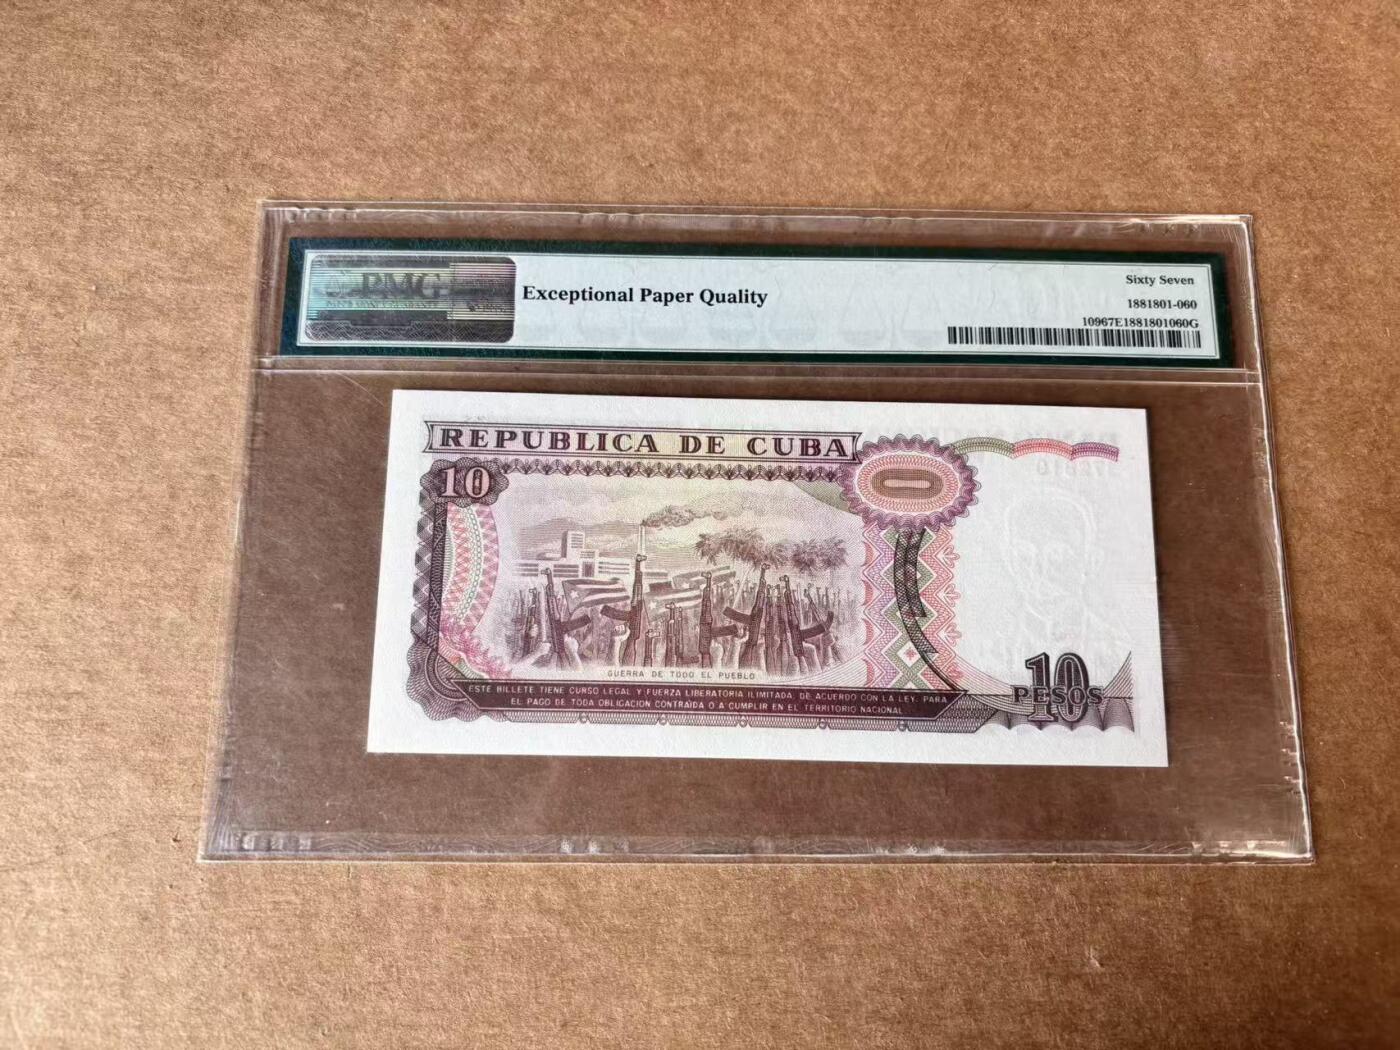 PMG
Exceptional Paper Quality
Sixty Seven
1881801-060
10967E1881801060G
REPUBLICA DE CUBA
10
GUERRA DE TODO EL PUEBLO
ESTE BILLETE TIENE CURSO LEGAL Y FUERZA LIBERATORIA ILIMITADA, DE ACUERDO CON LA LEY, PARA
EL PAGO DE TODA OBLIGACION CONTRAIDA O A CUMPLIR EN EL TERRITORIO NACIONAL
10
PESOS